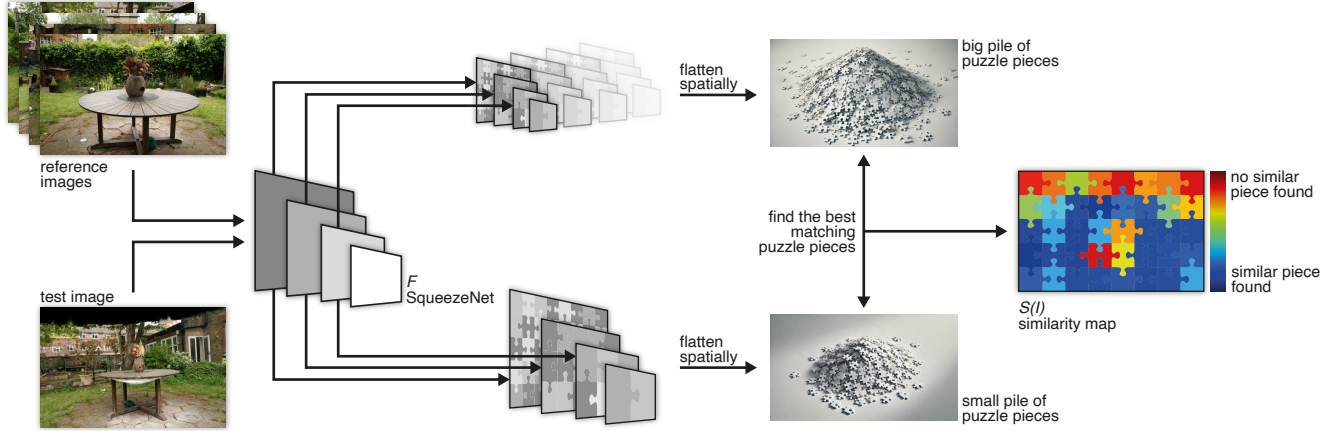 reference
images
test image
F
SqueezeNet
flatten
spatially
flatten
spatially
big pile of
puzzle pieces
find the best
matching
puzzle pieces
small pile of
puzzle pieces
no similar
piece found
similar piece
found
S(I)
similarity map